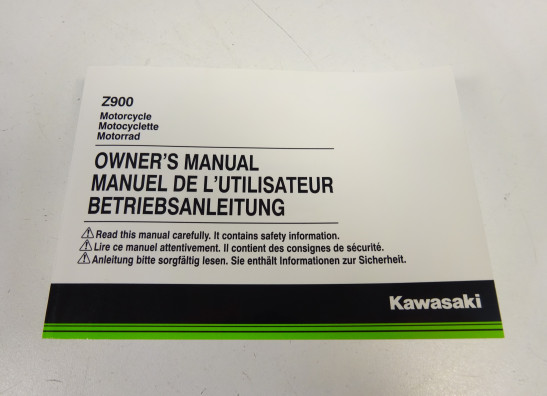 Z900
Motorcycle
Motocyclette
Motorrad
OWNER'S MANUAL
MANUEL DE L'UTILISATEUR
BETRIEBSANLEITUNG
Read this manual carefully. It contains safety information.
Lire ce manuel attentivement. Il contient des consignes de sécurité.
Anleitung bitte sorgfältig lesen. Sie enthält Informationen zur Sicherheit.
Kawasaki